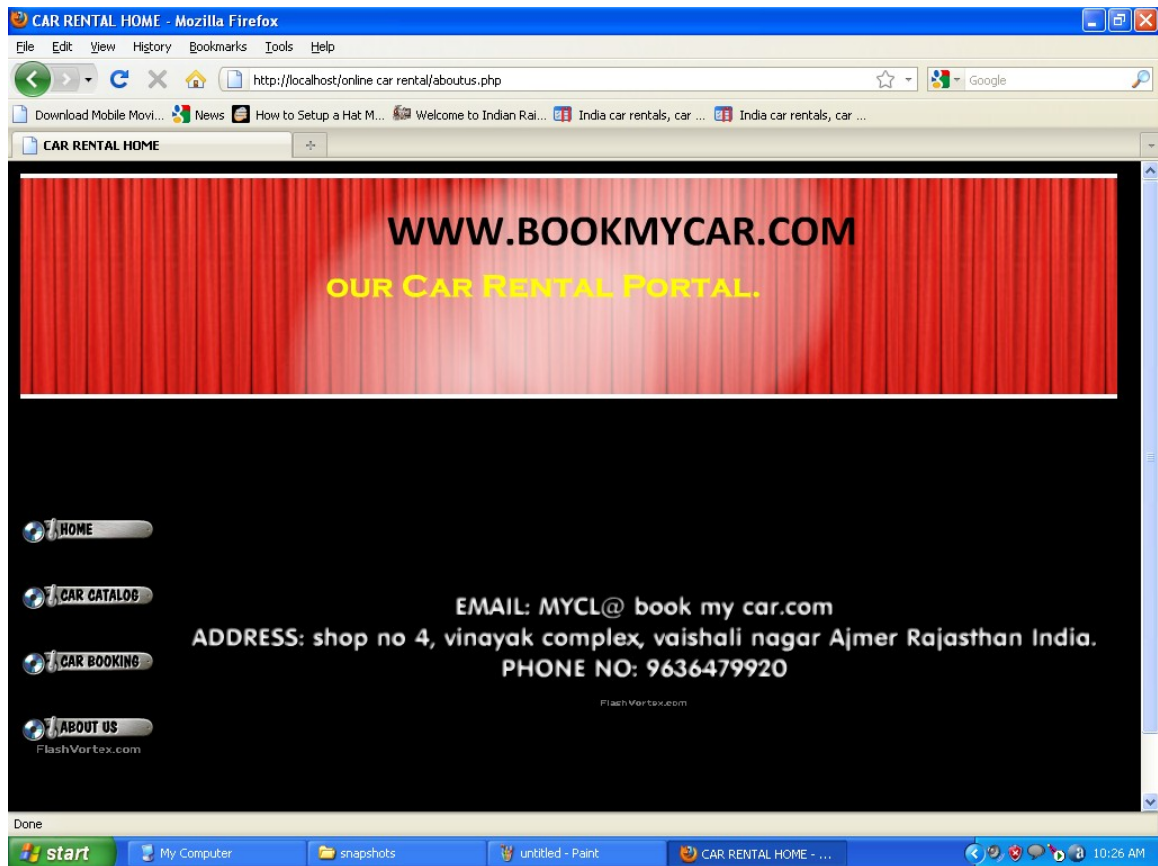 CAR RENTAL HOME - Mozilla Firefox
File Edit View History Bookmarks Tools Help
http://localhost/online car rental/aboutus.php
Google
Download Mobile Movi... News How to Setup a Hat M... Welcome to Indian Rai... India car rentals, car ... India car rentals, car ...
CAR RENTAL HOME
WWW.BOOKMYCAR.COM
OUR CAR RENTAL PORTAL.
HOME
CAR CATALOG
CAR BOOKING
ABOUT US
FlashVortex.com
EMAIL: MYCL@ book my car.com
ADDRESS: shop no 4, vinayak complex, vaishali nagar Ajmer Rajasthan India.
PHONE NO: 9636479920
FlashVortex.com
Done
start My Computer snapshots untitled - Paint CAR RENTAL HOME - ... 10:26 AM